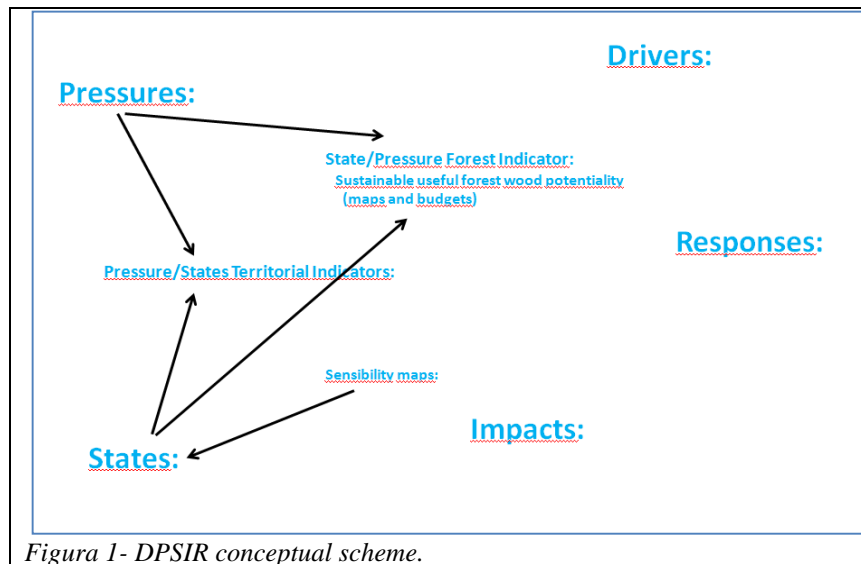 Drivers:
Pressures:
State/Pressure Forest Indicator:
Sustainable useful forest wood potentiality
(maps and budgets)
Responses:
Pressure/States Territorial Indicators:
Sensibility maps:
Impacts:
States:
Figura 1- DPSIR conceptual scheme.